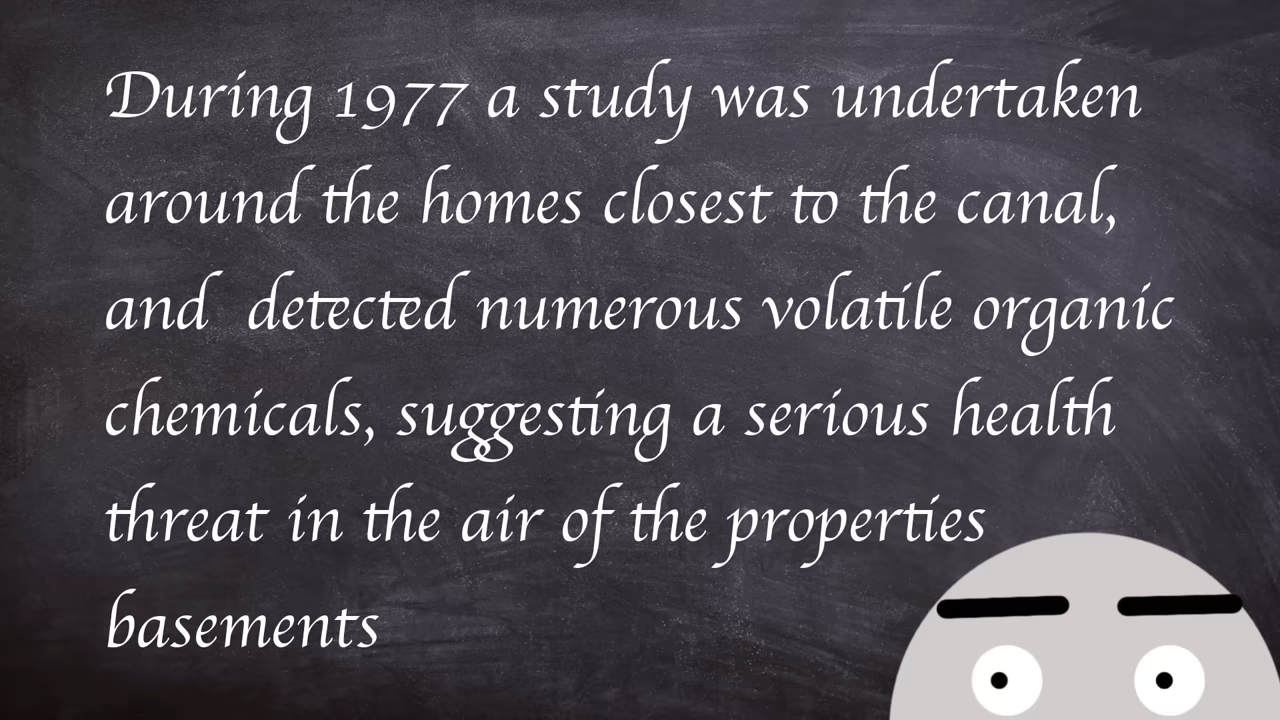 During 1977 a study was undertaken
around the homes closest to the canal,
and  detected numerous volatile organic
chemicals, suggesting a serious health
threat in the air of the properties
basements